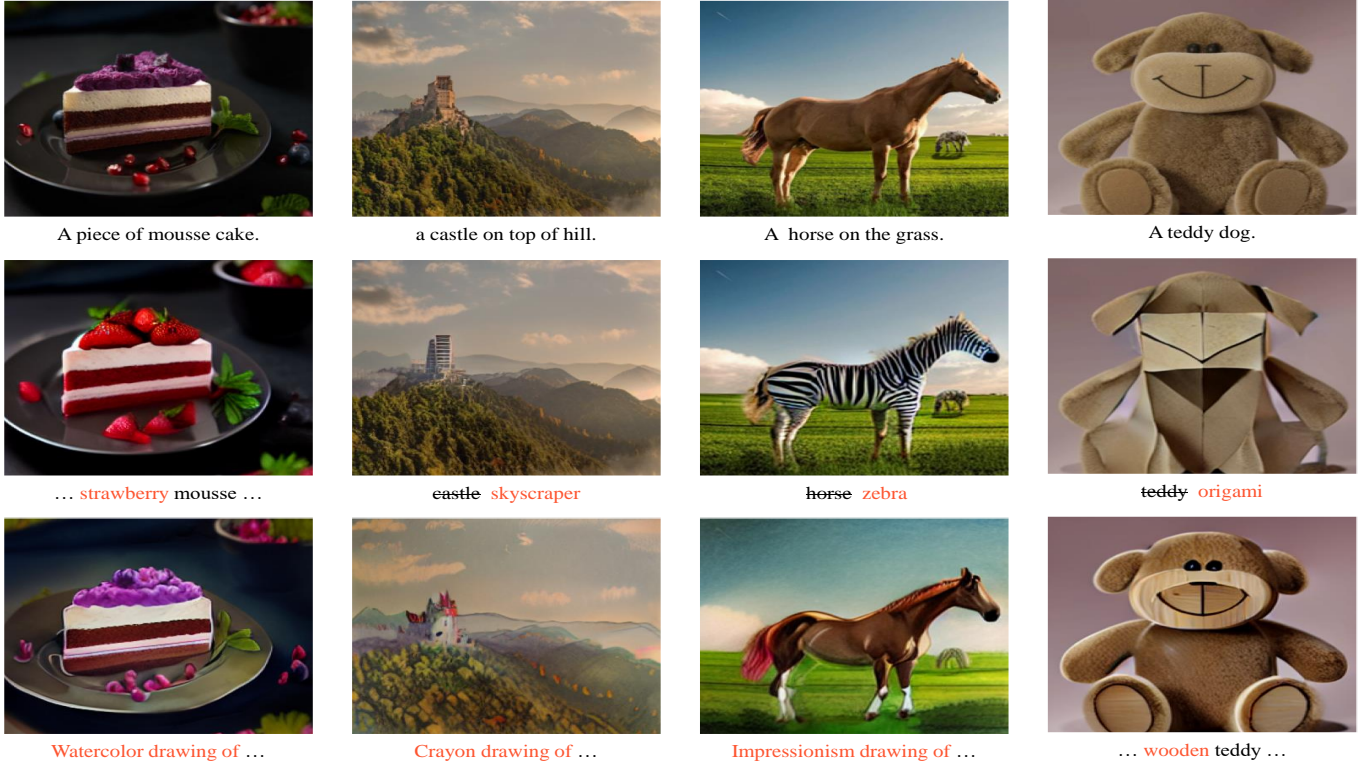 A piece of mousse cake.
a castle on top of hill.
A horse on the grass.
A teddy dog.
… strawberry mousse …
castle skyscraper
horse zebra
teddy origami
Watercolor drawing of …
Crayon drawing of …
Impressionism drawing of …
… wooden teddy …